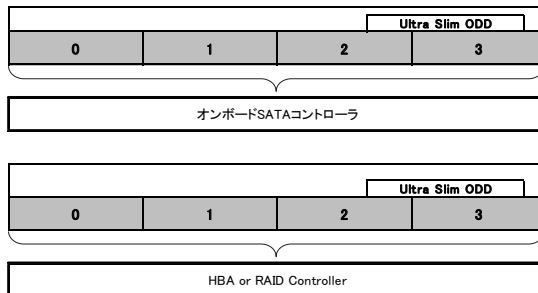 Ultra Slim ODD
0 1 2 3
オンボードSATAコントローラ
Ultra Slim ODD
0 1 2 3
HBA or RAID Controller